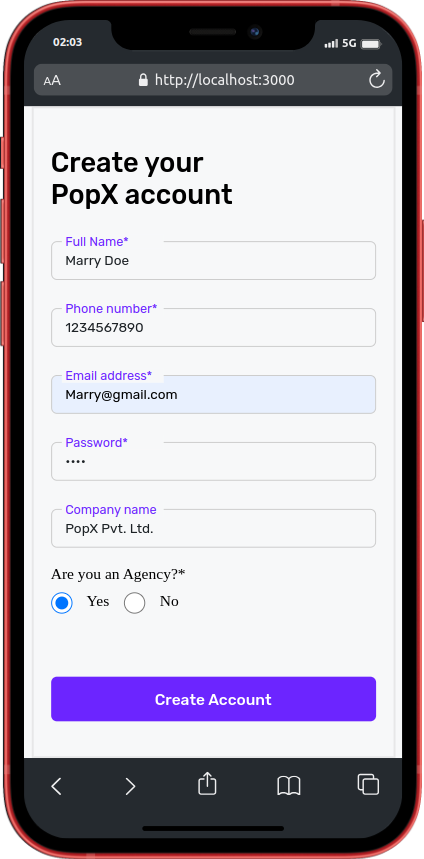 02:03
5G
AA
http://localhost:3000
Create your
PopX account
Full Name*
Marry Doe
Phone number*
1234567890
Email address*
Marry@gmail.com
Password*
••••
Company name
PopX Pvt. Ltd.
Are you an Agency?*
Yes No
Create Account